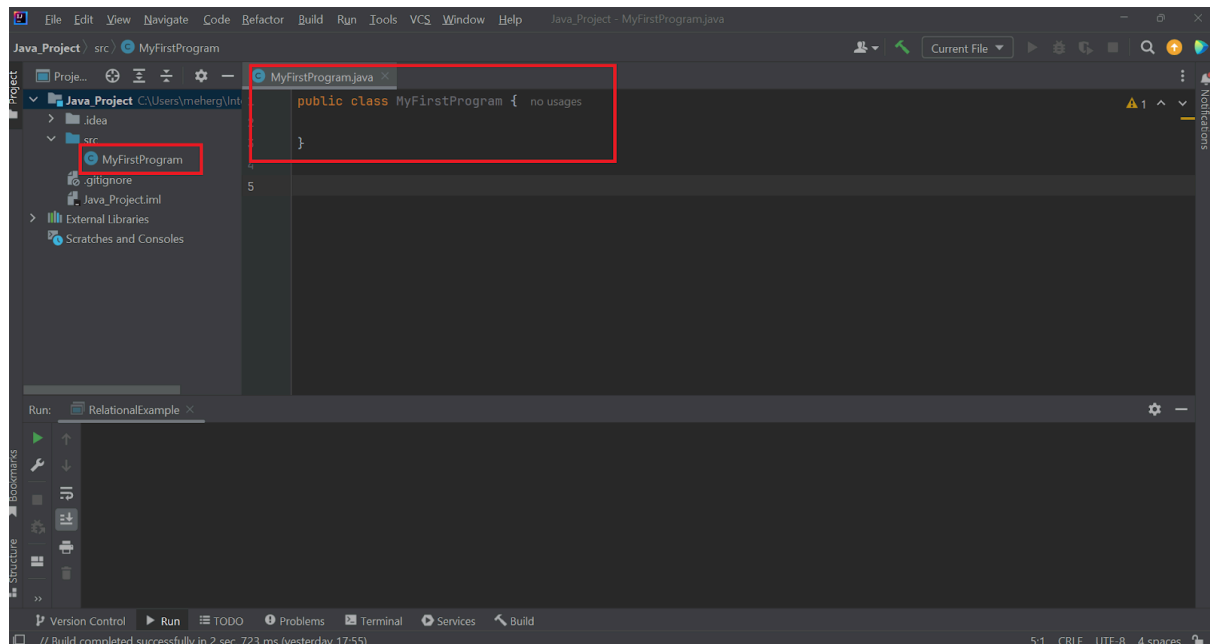 File Edit View Navigate Code Refactor Build Run Tools VCS Window Help Java_Project - MyFirstProgram.java
Java_Project src MyFirstProgram Current File
Project Proje... MyFirstProgram.java
Java_Project C:\Users\meherg\Int
public class MyFirstProgram { no usages
1
.idea
src
}
MyFirstProgram
.gitignore
5
Java_Project.iml
External Libraries
Scratches and Consoles
Notifications
Run: RelationalExample
Bookmarks
Structure
Version Control Run TODO Problems Terminal Services Build
// Build completed successfully in 2 sec, 723 ms (yesterday 17:55) 5:1 CRLF UTF-8 4 spaces